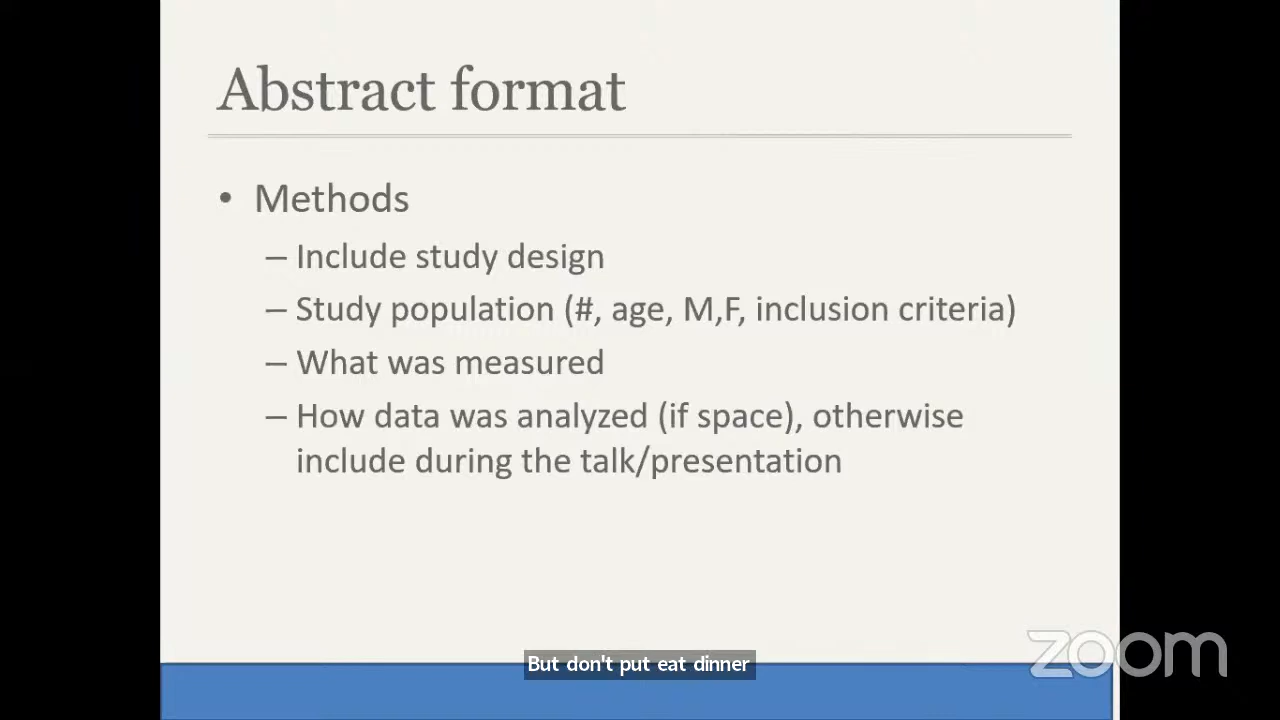 Abstract format
• Methods
– Include study design
– Study population (#, age, M,F, inclusion criteria)
– What was measured
– How data was analyzed (if space), otherwise
include during the talk/presentation
zoom
But don't put eat dinner